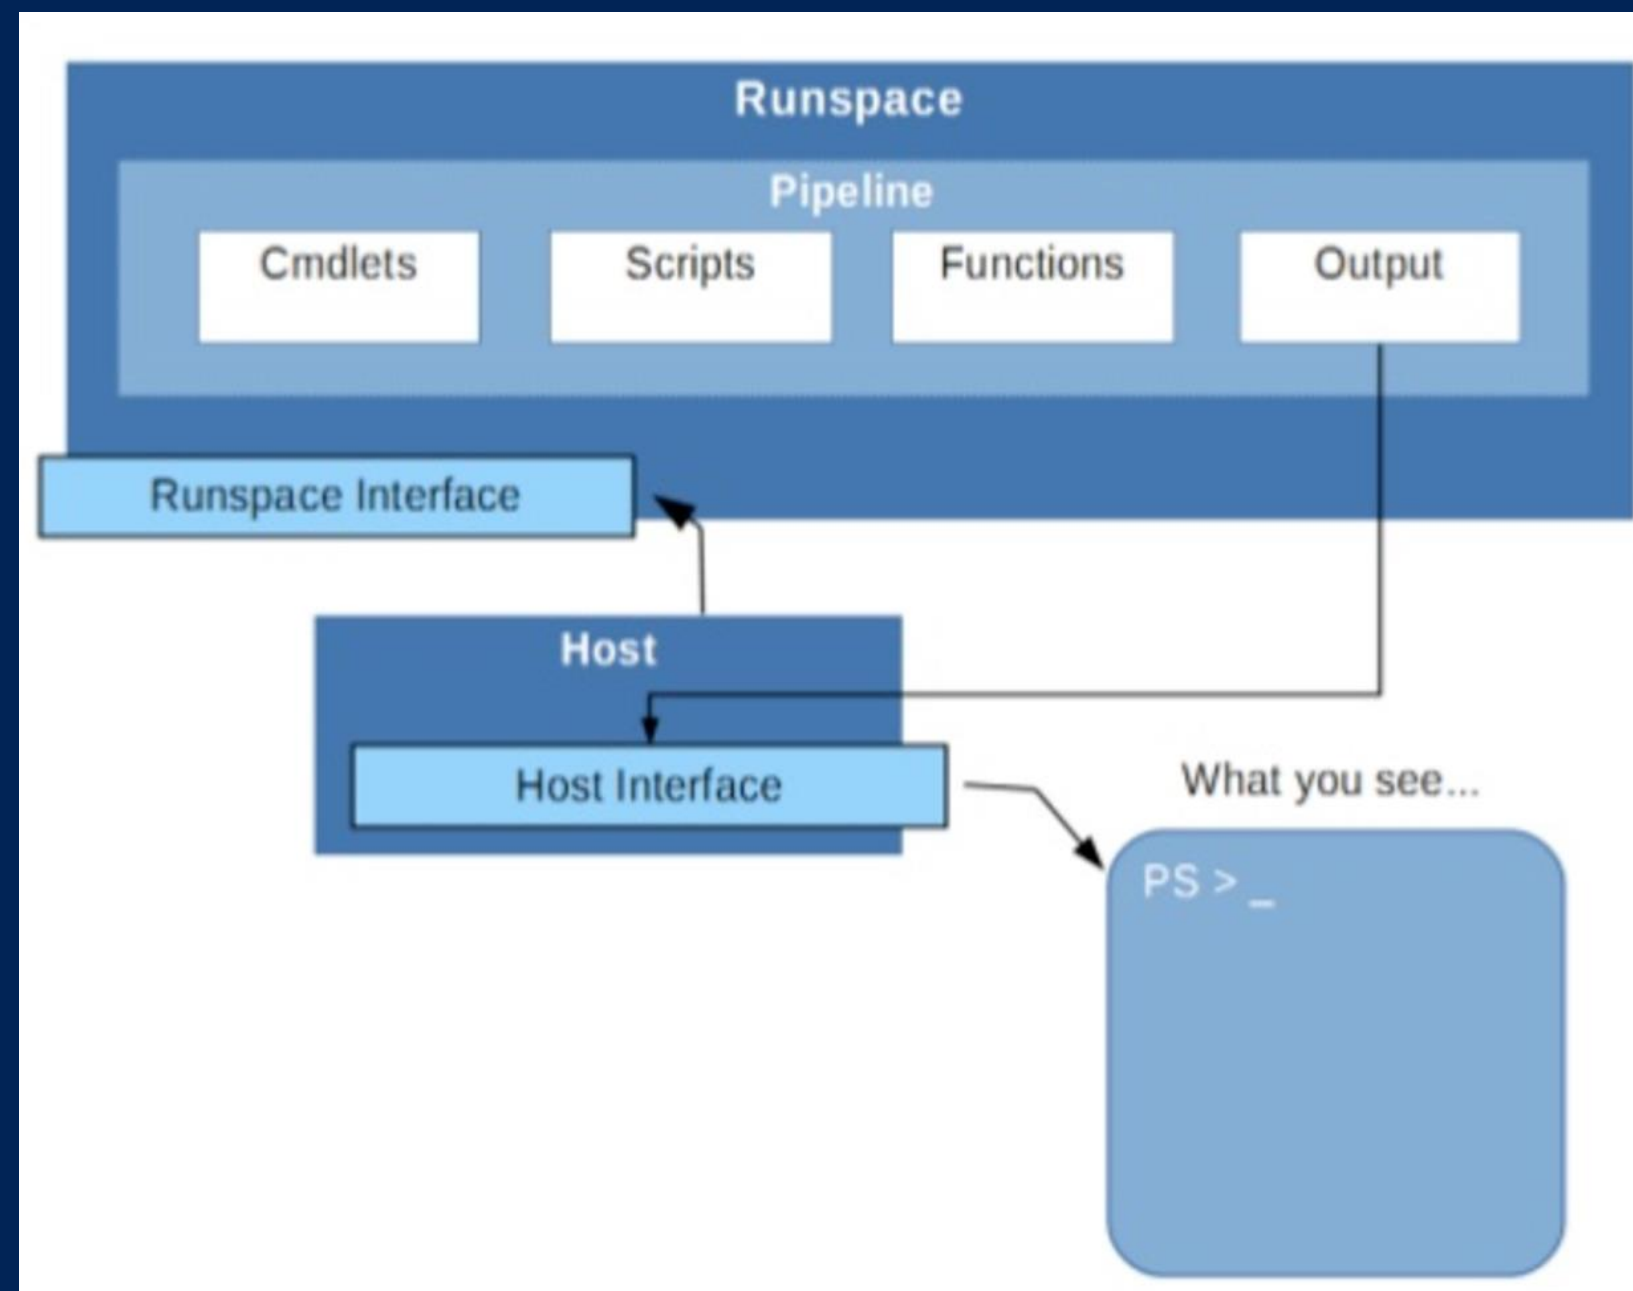 Runspace
Pipeline
Cmdlets
Scripts
Functions
Output
Runspace Interface
Host
Host Interface
What you see...
PS > _